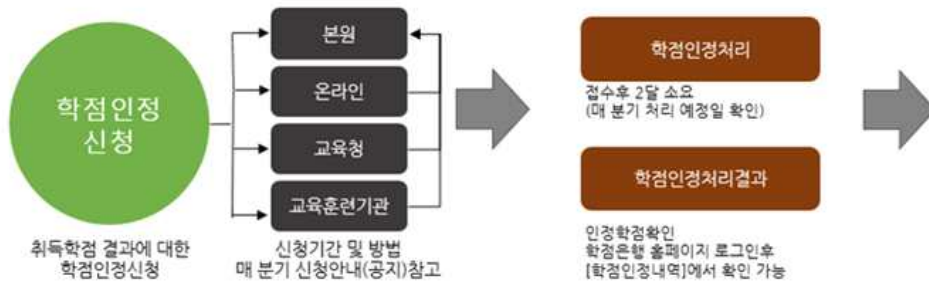 학점인정
신청
취득학점 결과에 대한
학점인정신청
본원
온라인
교육청
교육훈련기관
신청기간 및 방법
매 분기 신청안내(공지)참고
학점인정처리
접수후 2달 소요
(매 분기 처리 예정일 확인)
학점인정처리결과
인정학점확인
학점은행 홈페이지 로그인후
[학점인정내역]에서 확인 가능